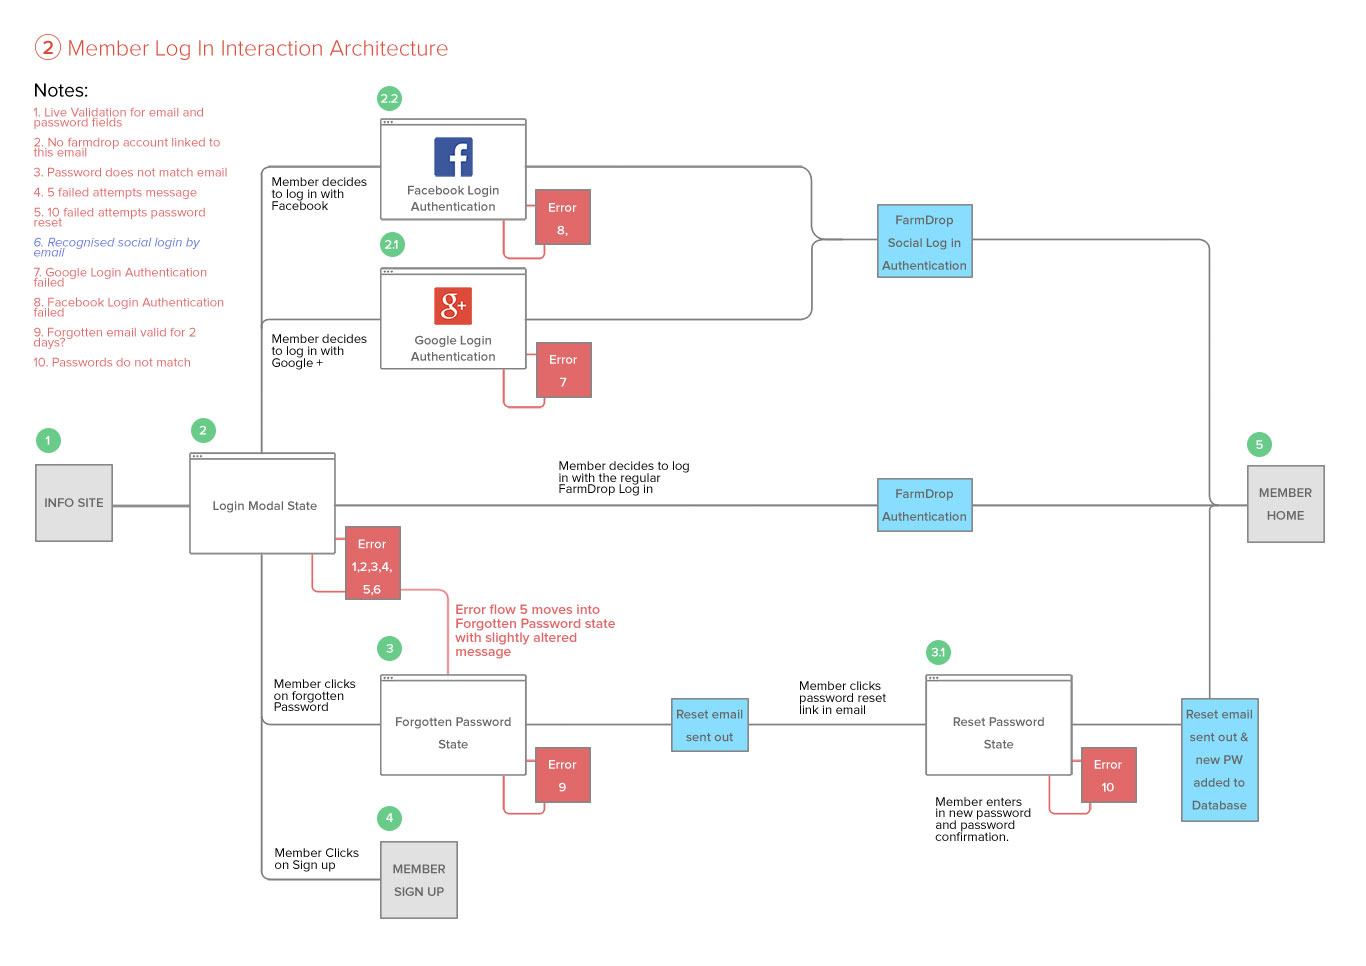 2 Member Log In Interaction Architecture
Notes:
1. Live Validation for email and
password fields
2. No farmdrop account linked to
this email
3. Password does not match email
4. 5 failed attempts message
5. 10 failed attempts password
reset
6. Recognised social login by
email
7. Google Login Authentication
failed
8. Facebook Login Authentication
failed
9. Forgotten email valid for 2
days?
10. Passwords do not match
2.2
Facebook Login
Authentication
Member decides
to log in with
Facebook
Error
8,
2.1
g+
Google Login
Authentication
Member decides
to log in with
Google +
Error
7
FarmDrop
Social Log in
Authentication
1
INFO SITE
2
Login Modal State
Member decides to log
in with the regular
FarmDrop Log in
FarmDrop
Authentication
5
MEMBER
HOME
Error
1,2,3,4,
5,6
Error flow 5 moves into
Forgotten Password state
with slightly altered
message
3
Member clicks
on forgotten
Password
Forgotten Password
State
Error
9
Reset email
sent out
Member clicks
password reset
link in email
3.1
Reset Password
State
Error
10
Member enters
in new password
and password
confirmation.
Reset email
sent out &
new PW
added to
Database
4
Member Clicks
on Sign up
MEMBER
SIGN UP